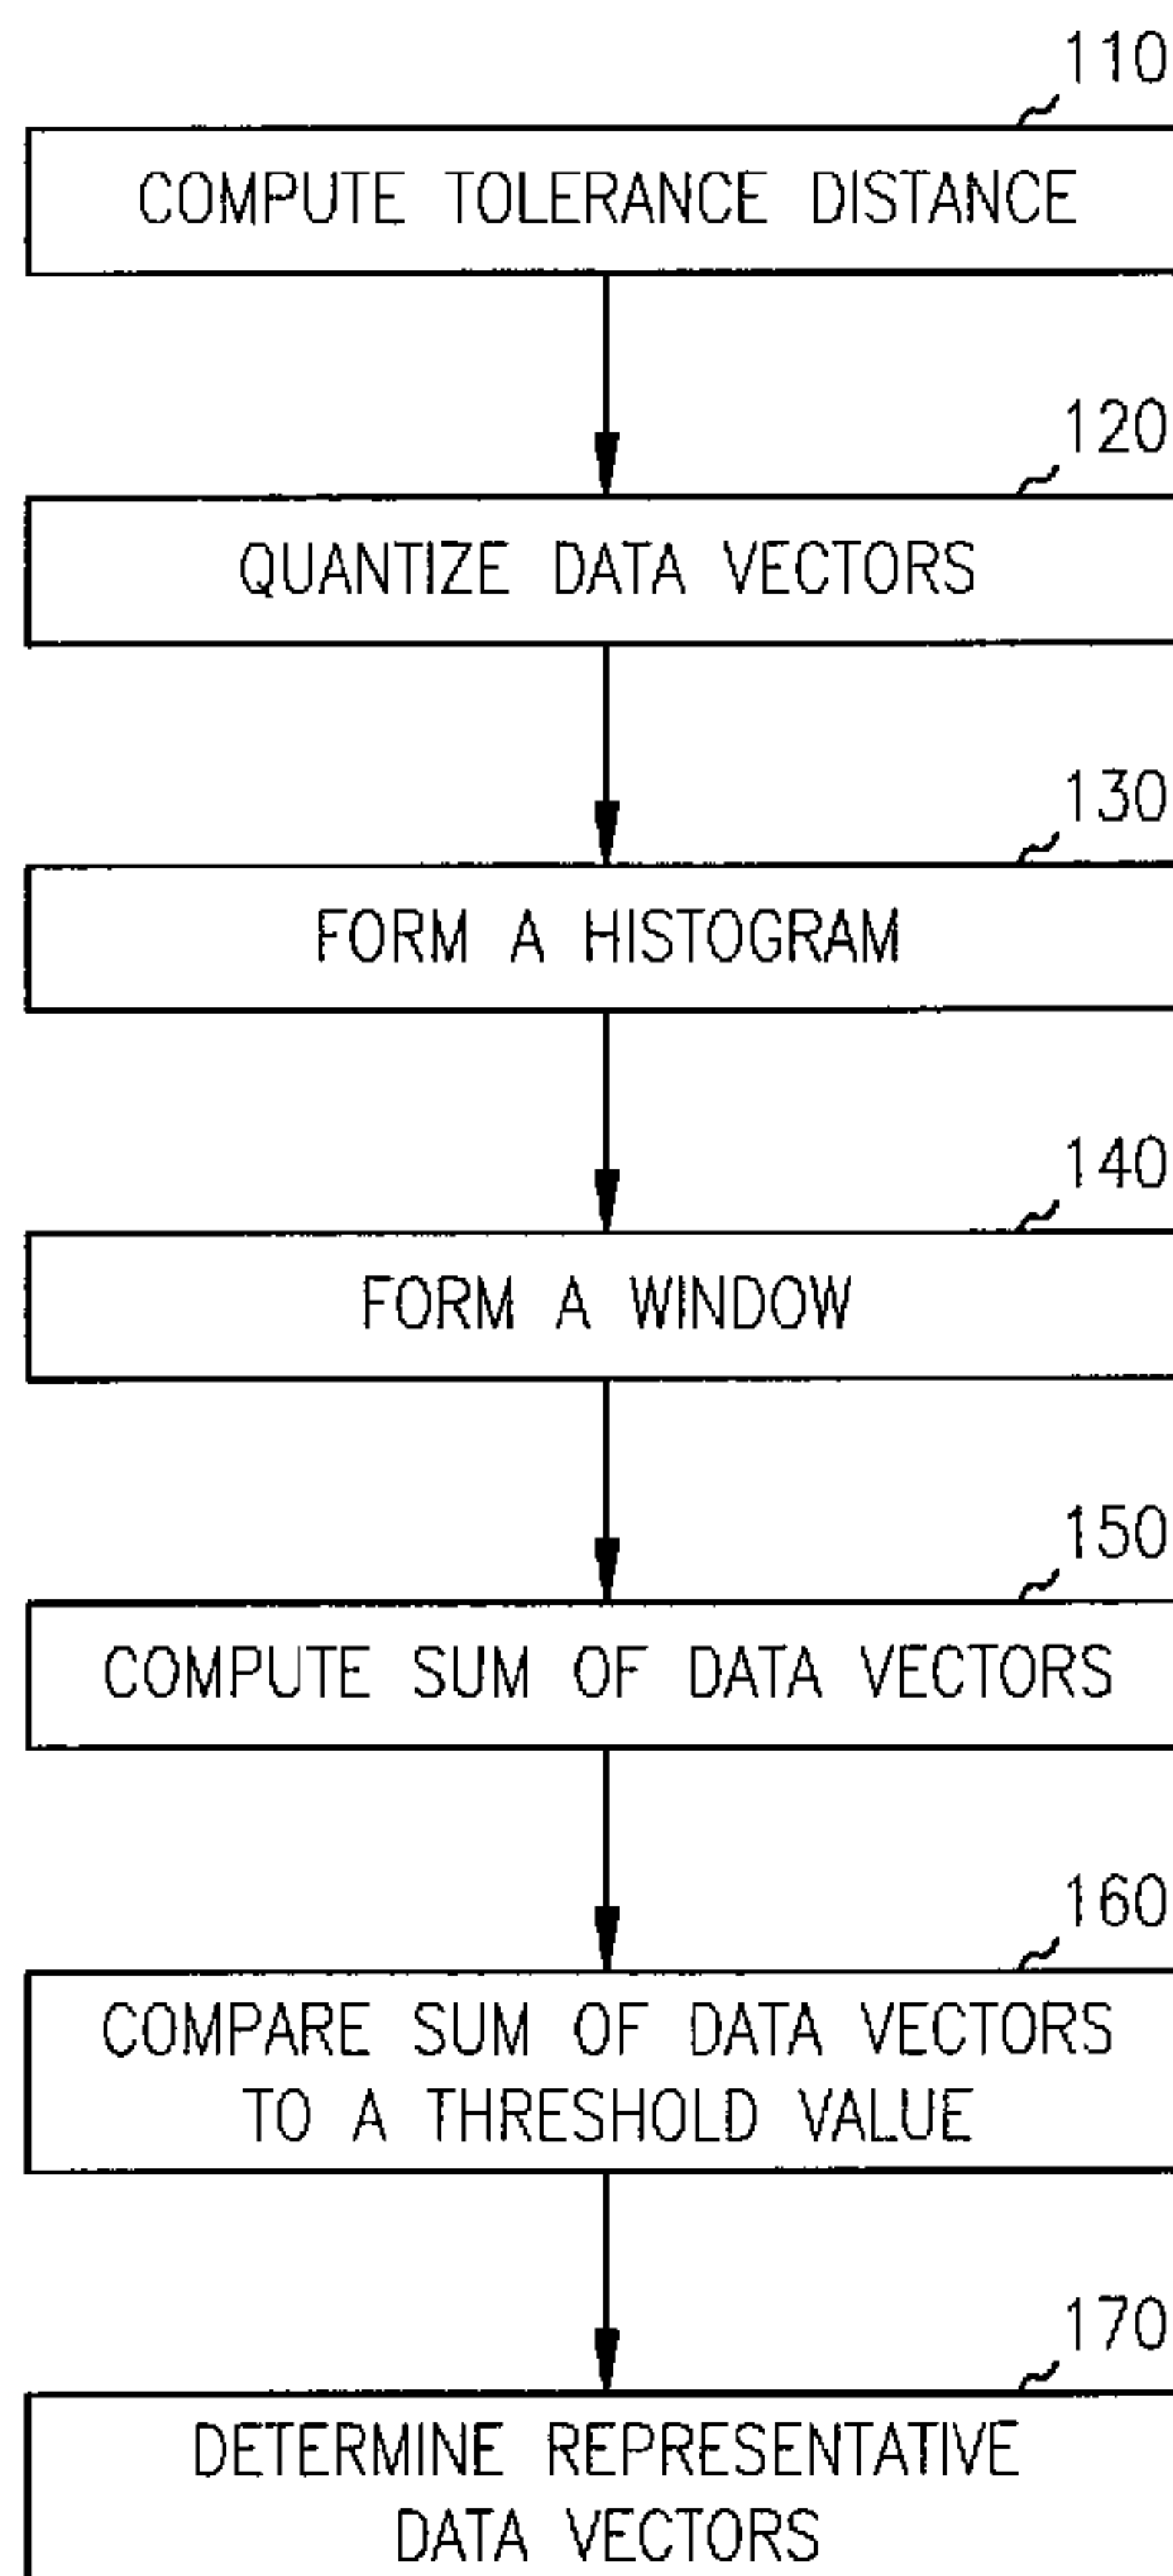 110
COMPUTE TOLERANCE DISTANCE
120
QUANTIZE DATA VECTORS
130
FORM A HISTOGRAM
140
FORM A WINDOW
150
COMPUTE SUM OF DATA VECTORS
160
COMPARE SUM OF DATA VECTORS
TO A THRESHOLD VALUE
170
DETERMINE REPRESENTATIVE
DATA VECTORS